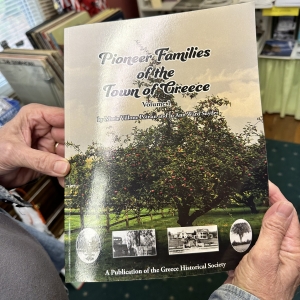 Pioneer Families
of the
Town of Greece
Volume
A Publication of the Greece Historical Society